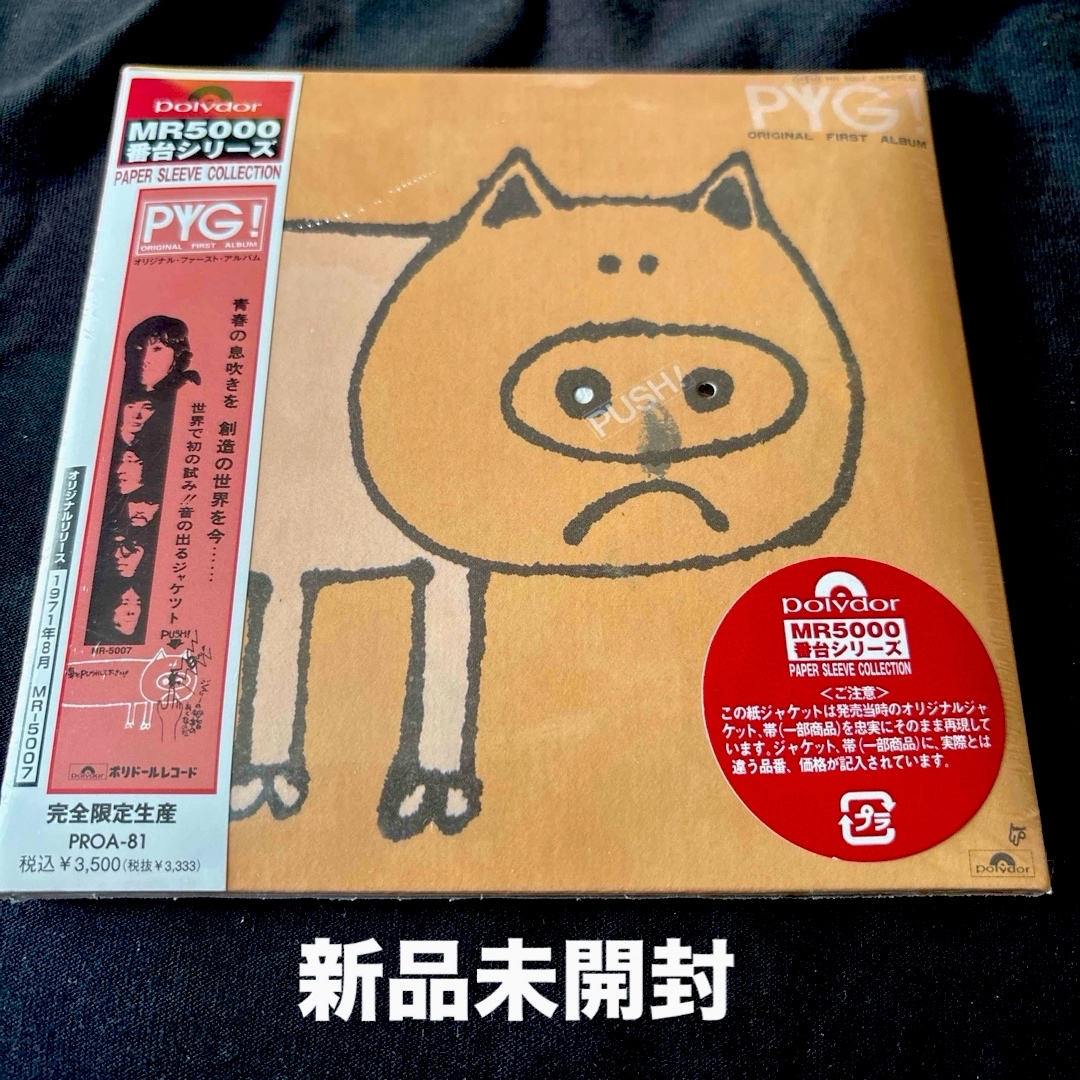 polydor
MR5000
番台シリーズ
PAPER SLEEVE COLLECTION
PYG!
ORIGINAL FIRST ALBUM
オリジナル・ファースト・アルバム
青春の息吹きを 創造の世界を今……
世界で初の試み!!音の出るジャケット
PUSH!
MR-5007
polydor ポリドールレコード
オリジナルリリース 1971年8月 MR-5007
完全限定生産
PROA-81
税込¥3,500(税抜¥3,333)
PYG!
ORIGINAL FIRST ALBUM
PUSH!
polydor
MR5000
番台シリーズ
PAPER SLEEVE COLLECTION
<ご注意>
この紙ジャケットは発売当時のオリジナルジャ
ケット、帯(一部商品)を忠実にそのまま再現して
います。ジャケット、帯(一部商品)に、実際とは
違う品番、価格が記入されています。
プラ
polydor
新品未開封